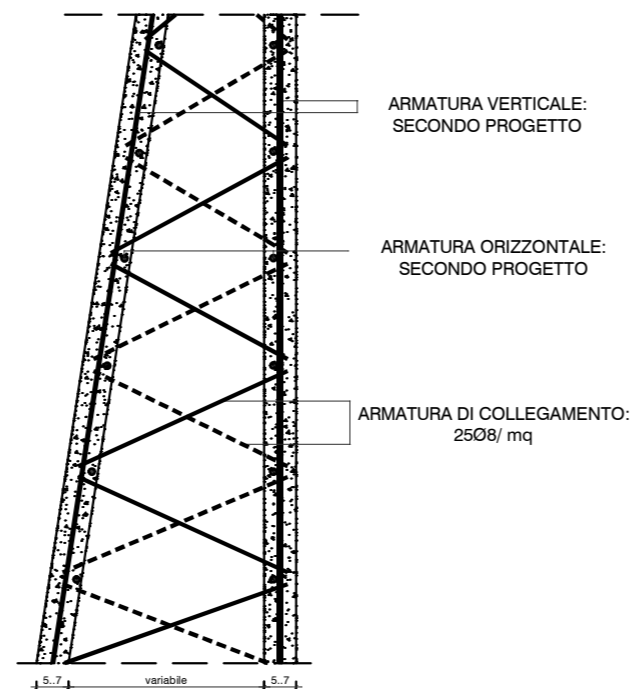 ARMATURA VERTICALE:
SECONDO PROGETTO
ARMATURA ORIZZONTALE:
SECONDO PROGETTO
ARMATURA DI COLLEGAMENTO:
25Ø8/ mq
5..7 variabile 5..7